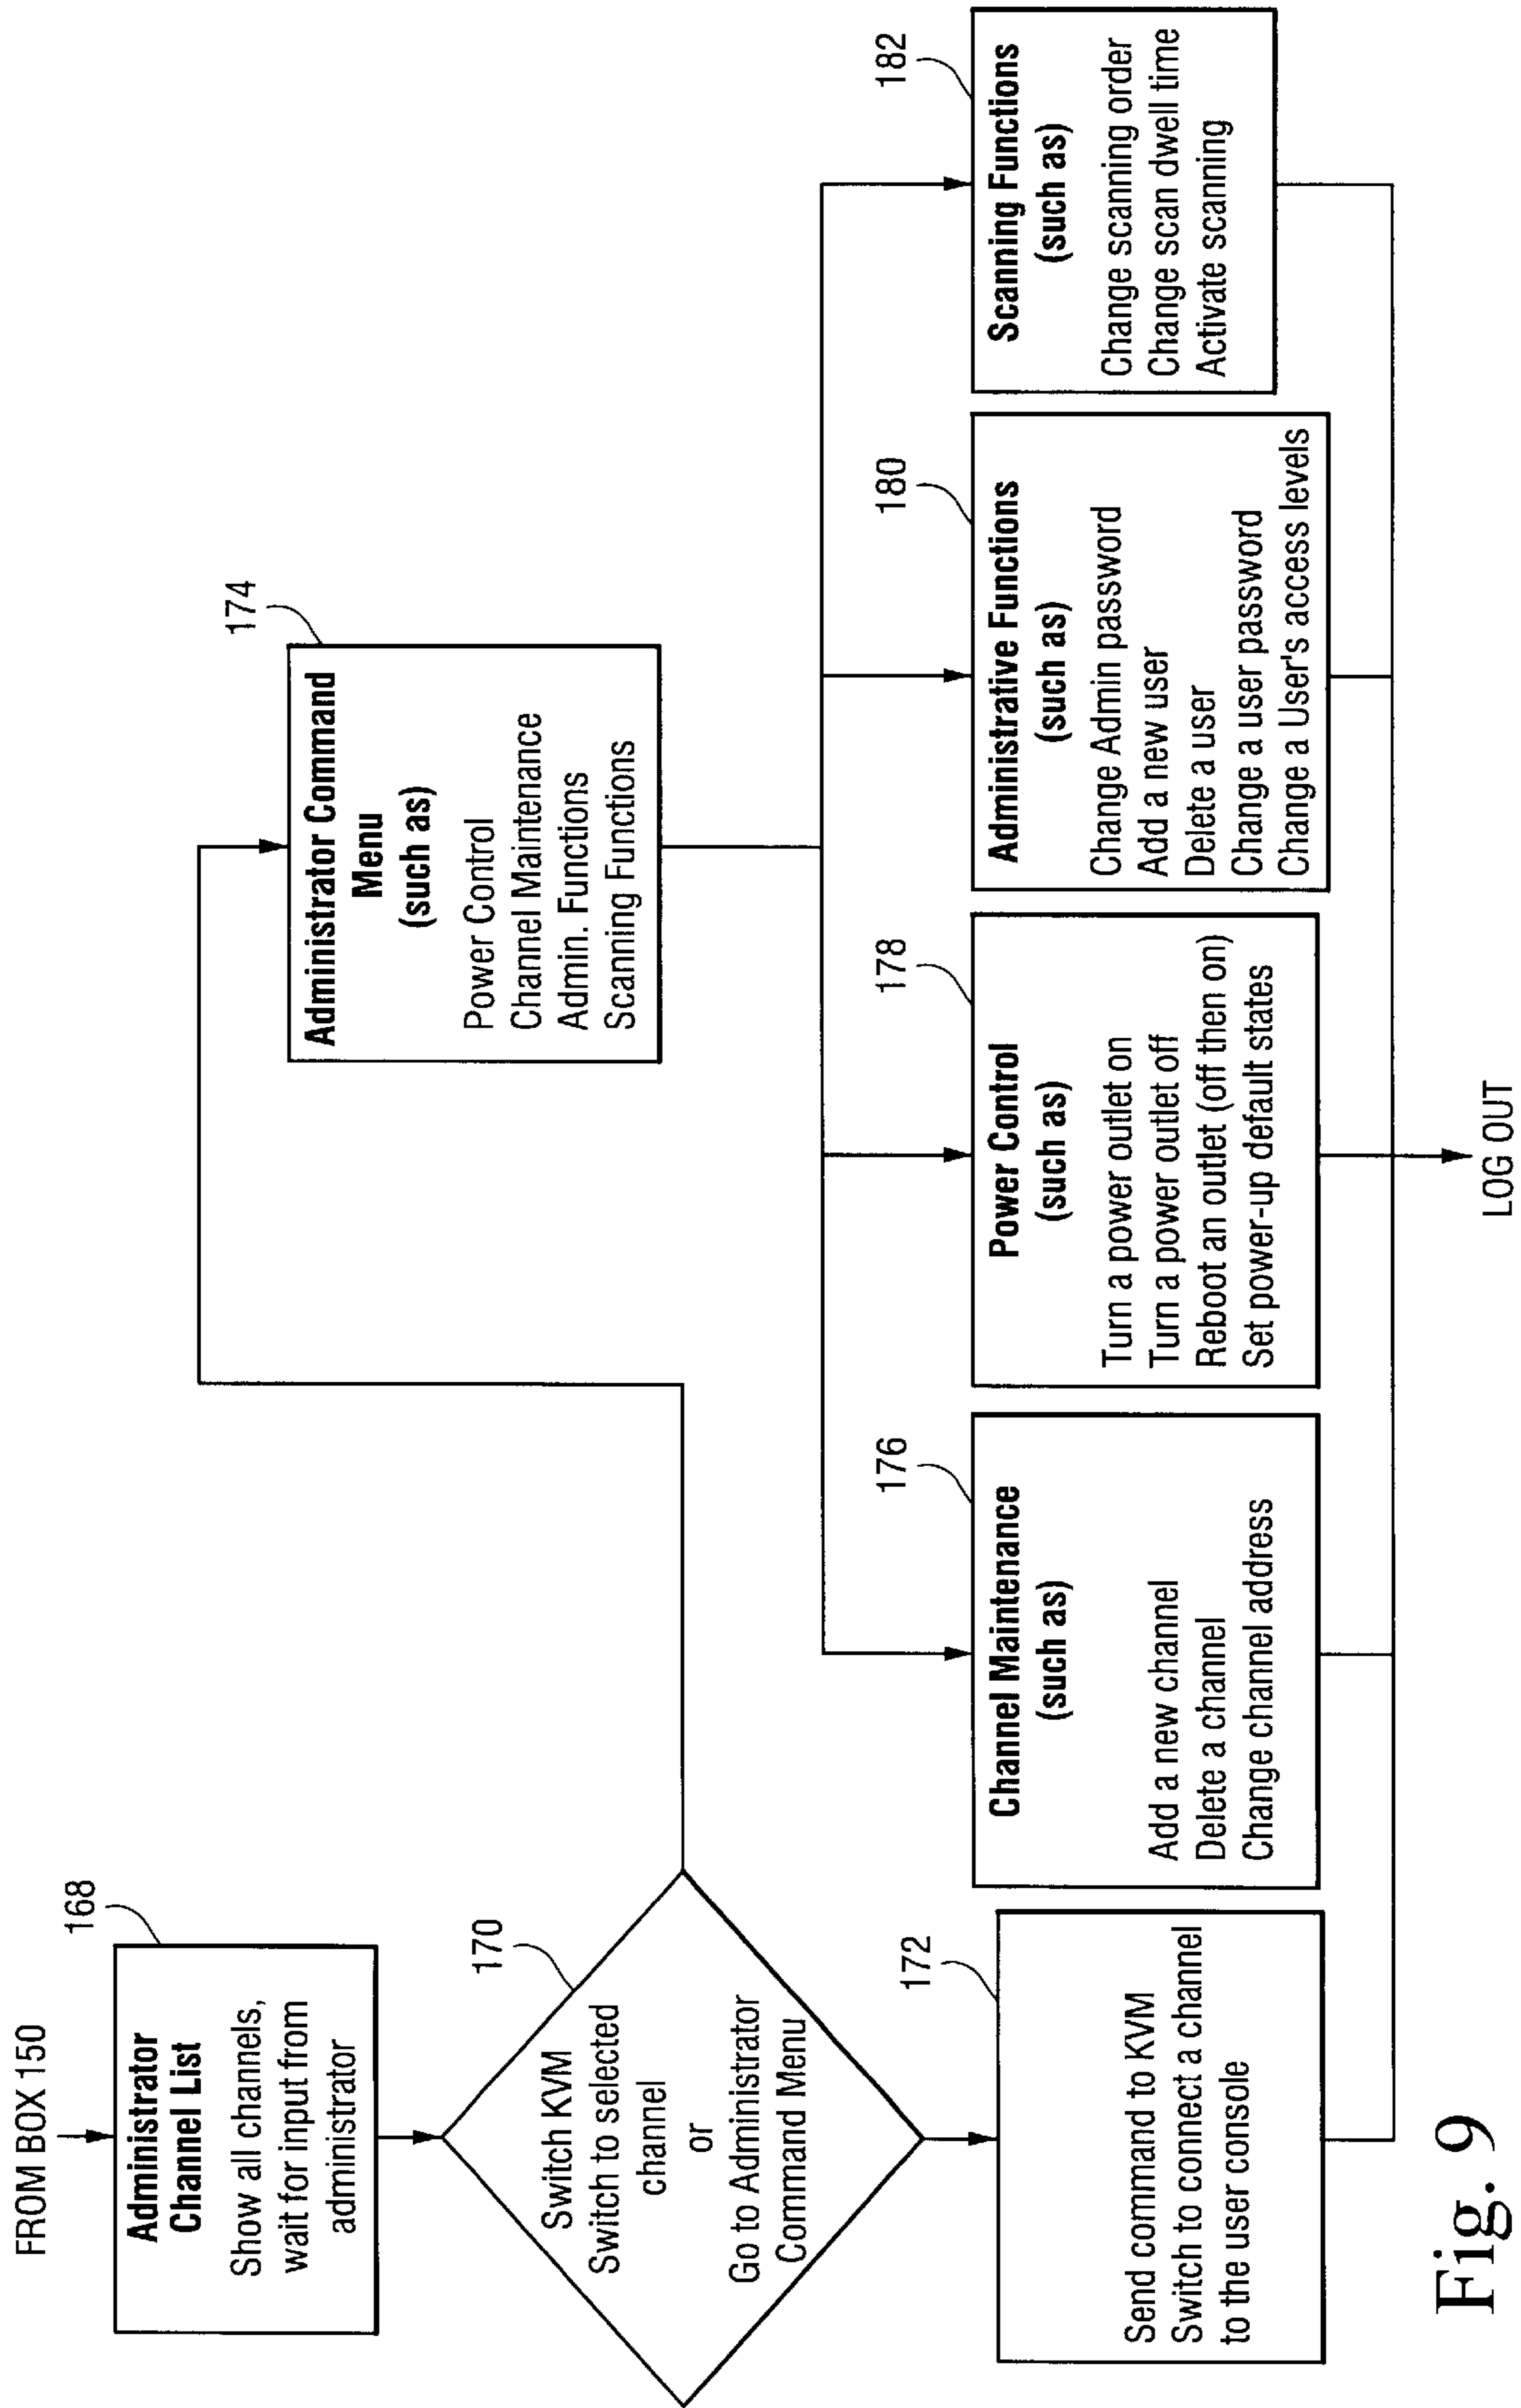 FROM BOX 150
168
Administrator
Channel List
Show all channels,
wait for input from
administrator
170
Switch KVM
Switch to selected
channel
or
Go to Administrator
Command Menu
174
Administrator Command
Menu
(such as)
Power Control
Channel Maintenance
Admin. Functions
Scanning Functions
172
Send command to KVM
Switch to connect a channel
to the user console
176
Channel Maintenance
(such as)
Add a new channel
Delete a channel
Change channel address
178
Power Control
(such as)
Turn a power outlet on
Turn a power outlet off
Reboot an outlet (off then on)
Set power-up default states
180
Administrative Functions
(such as)
Change Admin password
Add a new user
Delete a user
Change a user password
Change a User's access levels
182
Scanning Functions
(such as)
Change scanning order
Change scan dwell time
Activate scanning
LOG OUT
Fig. 9